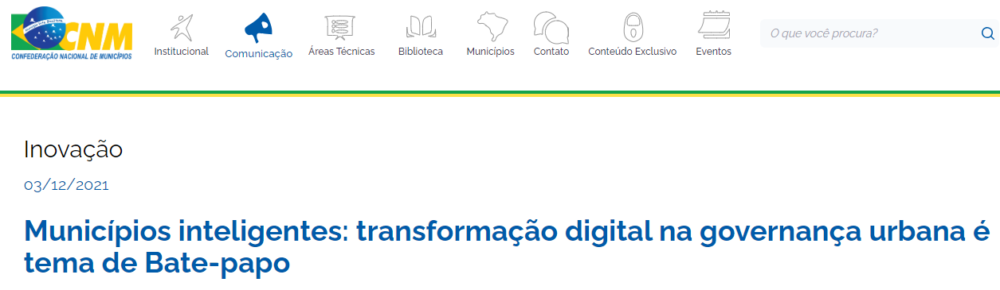 CNM
CONFEDERAÇÃO NACIONAL DE MUNICÍPIOS
Institucional
Comunicação
Áreas Técnicas
Biblioteca
Municípios
Contato
Conteúdo Exclusivo
Eventos
O que você procura?
Inovação
03/12/2021
Municípios inteligentes: transformação digital na governança urbana é
tema de Bate-papo